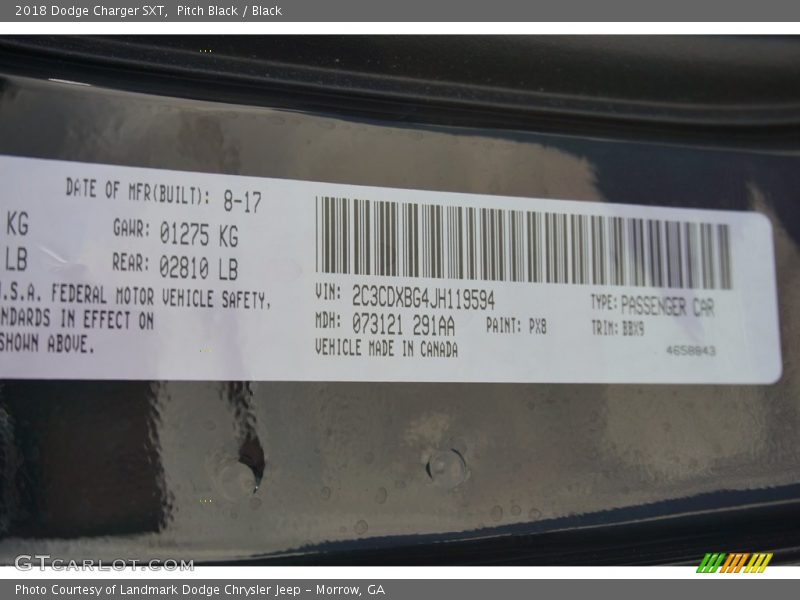 2018 Dodge Charger SXT, Pitch Black / Black
DATE OF MFR(BUILT): 8-17
KG GAWR: 01275 KG
LB REAR: 02810 LB
U.S.A. FEDERAL MOTOR VEHICLE SAFETY,
IN EFFECT ON
SHOWN ABOVE.
VIN: 2C3CDXBG4JH119594
TYPE: PASSENGER CAR
MDH: 073121 291AA PAINT: PX8 TRIM: BBX9
VEHICLE MADE IN CANADA
4658843
GTCARLOT.COM
Photo Courtesy of Landmark Dodge Chrysler Jeep – Morrow, GA